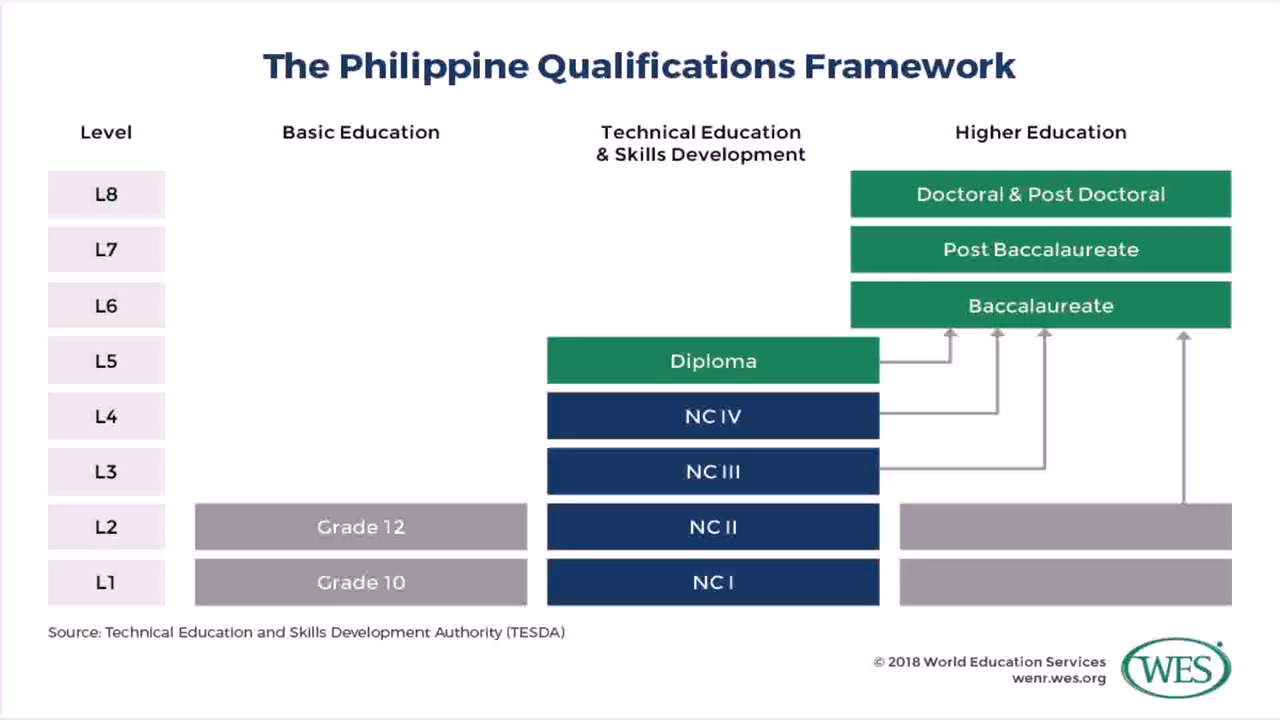 The Philippine Qualifications Framework
Level
Basic Education
Technical Education
& Skills Development
Higher Education
L8
Doctoral & Post Doctoral
L7
Post Baccalaureate
L6
Baccalaureate
L5
Diploma
L4
NC IV
L3
NC III
L2
Grade 12
NC II
L1
Grade 10
NC I
Source: Technical Education and Skills Development Authority (TESDA)
© 2018 World Education Services
wenr.wes.org
WES